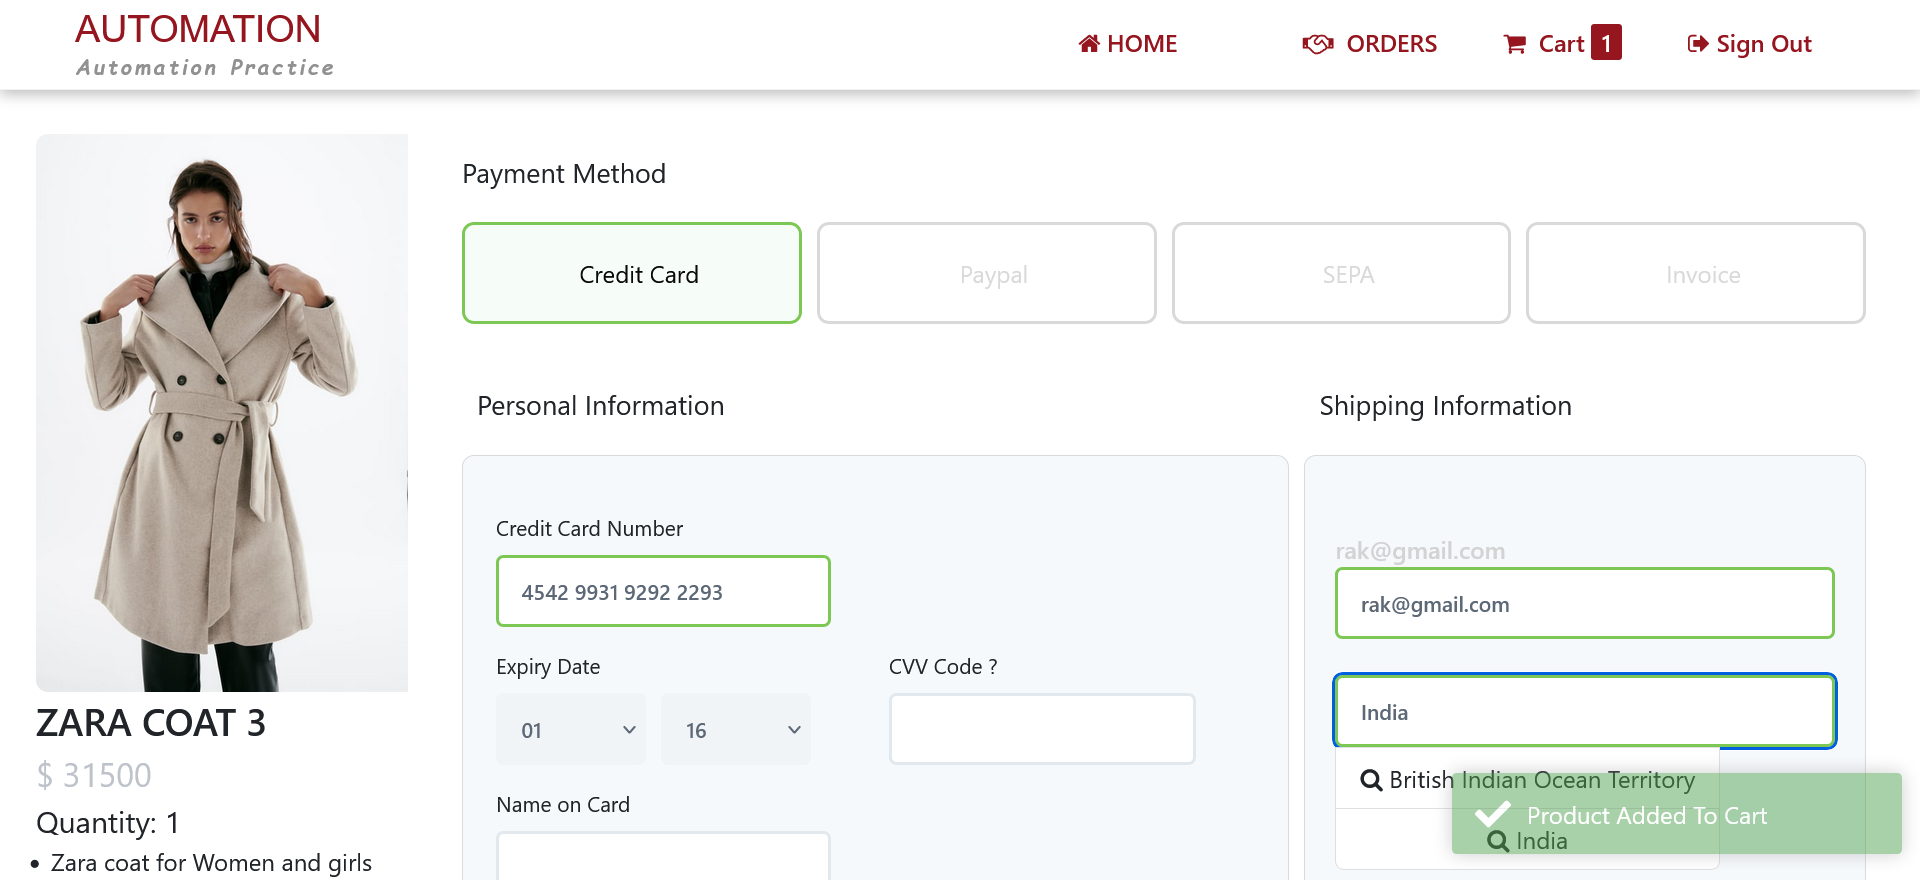 AUTOMATION
Automation Practice
HOME
ORDERS
Cart 1
Sign Out
Payment Method
Credit Card
Paypal
SEPA
Invoice
Personal Information
Shipping Information
Credit Card Number
4542 9931 9292 2293
Expiry Date
CVV Code ?
01
16
Name on Card
rak@gmail.com
rak@gmail.com
India
British Indian Ocean Territory
Product Added To Cart
India
ZARA COAT 3
$ 31500
Quantity: 1
Zara coat for Women and girls